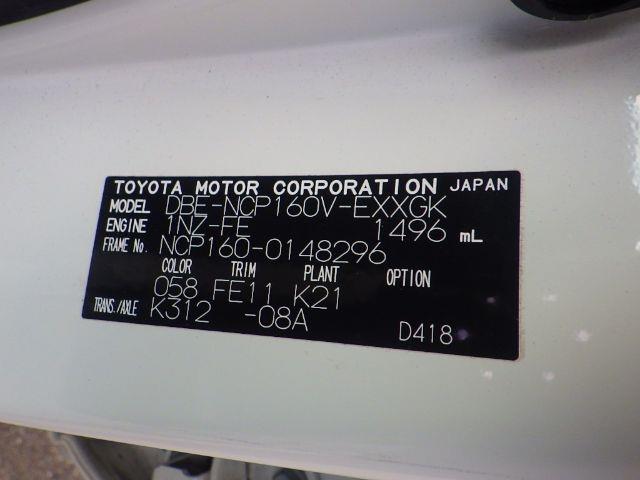 TOYOTA MOTOR CORPORATION JAPAN
MODEL DBE-NCP160V-EXXGK
ENGINE 1NZ-FE 1496 mL
FRAME No. NCP160-0148296
COLOR TRIM PLANT OPTION
058 FE11 K21
TRANS./AXLE K312 -08A
D418